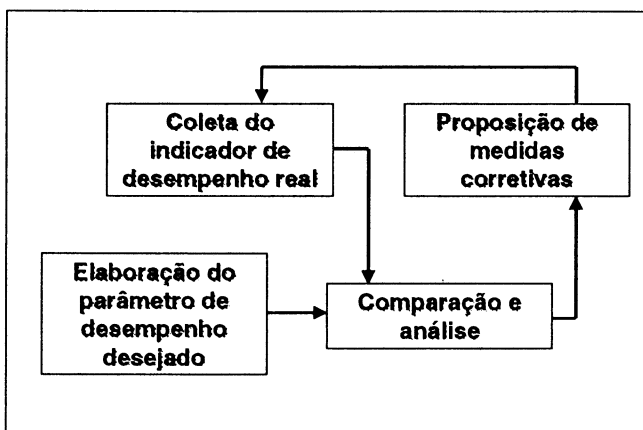 Coleta do
indicador de
desempenho real
Proposição de
medidas
corretivas
Elaboração do
parâmetro de
desempenho
desejado
Comparação e
análise